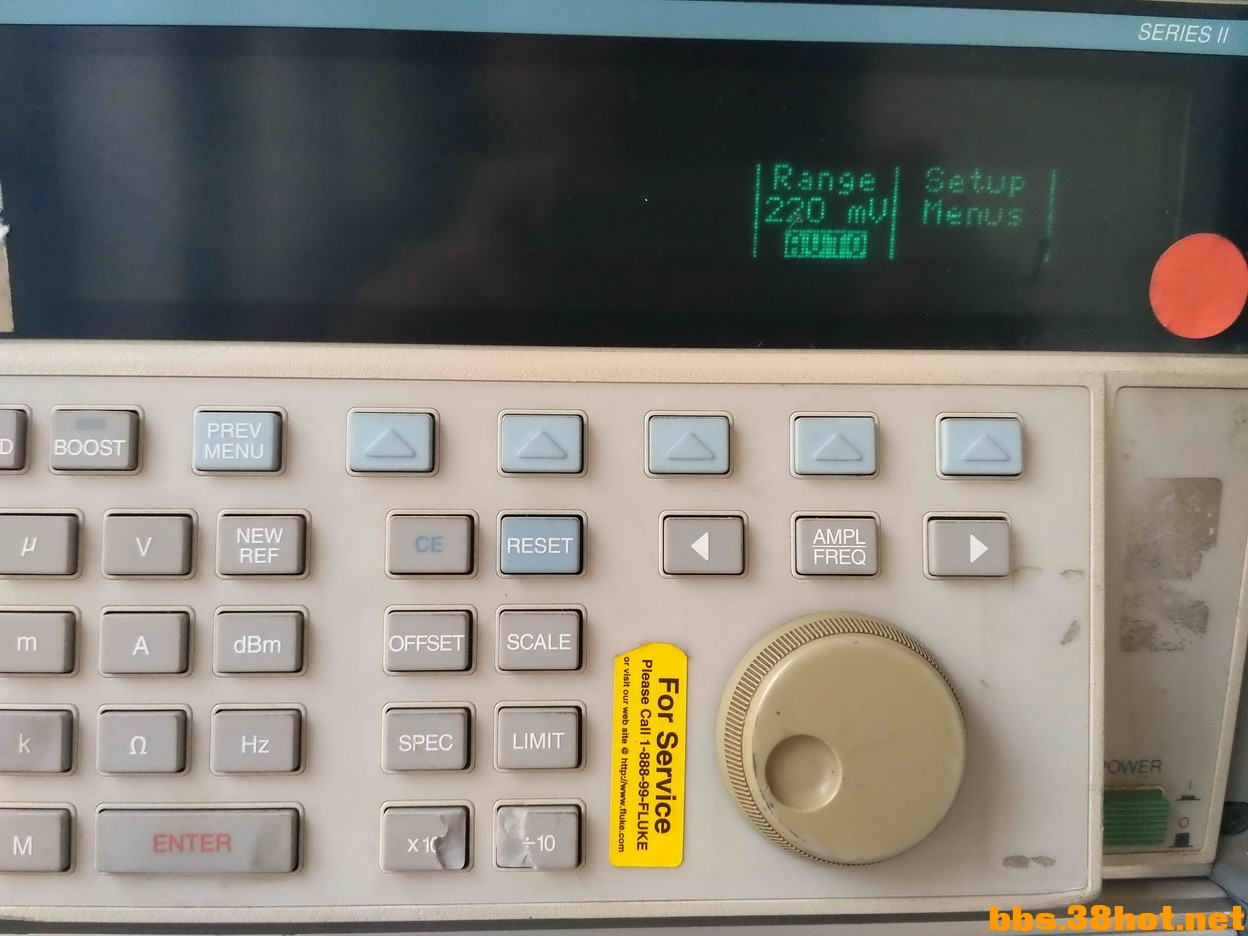 SERIES II
Range
220 mV
AUTO
Setup
Menus
D
BOOST
PREV
MENU
µ
V
NEW
REF
CE
RESET
AMPL
FREQ
m
A
dBm
OFFSET
SCALE
k
Ω
Hz
SPEC
LIMIT
M
ENTER
x10
÷10
For Service
Please Call 1-888-99-FLUKE
or visit our web site @ http://www.fluke.com
POWER
I
O
bbs.38hot.net